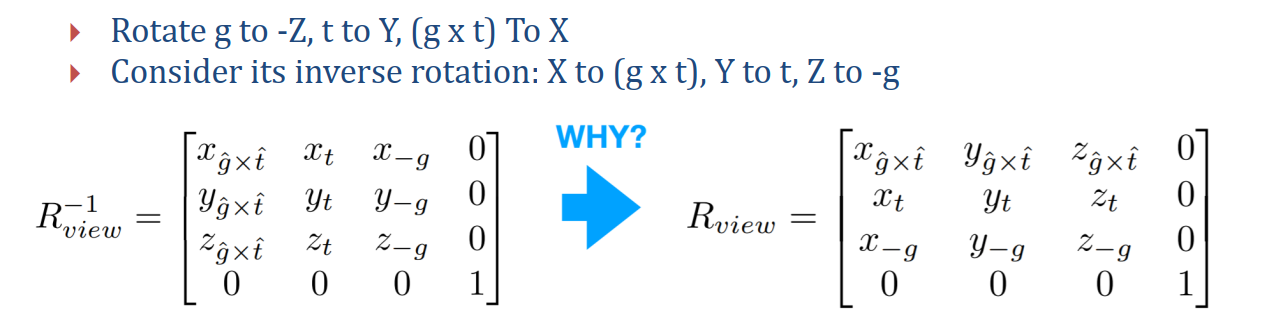 Rotate g to -Z, t to Y, (g x t) To X
Consider its inverse rotation: X to (g x t), Y to t, Z to -g
WHY?
$R_{view}^{-1} = \begin{bmatrix} x_{\hat{g}\times\hat{t}} & x_t & x_{-g} & 0 \\ y_{\hat{g}\times\hat{t}} & y_t & y_{-g} & 0 \\ z_{\hat{g}\times\hat{t}} & z_t & z_{-g} & 0 \\ 0 & 0 & 0 & 1 \end{bmatrix}$
$R_{view} = \begin{bmatrix} x_{\hat{g}\times\hat{t}} & y_{\hat{g}\times\hat{t}} & z_{\hat{g}\times\hat{t}} & 0 \\ x_t & y_t & z_t & 0 \\ x_{-g} & y_{-g} & z_{-g} & 0 \\ 0 & 0 & 0 & 1 \end{bmatrix}$